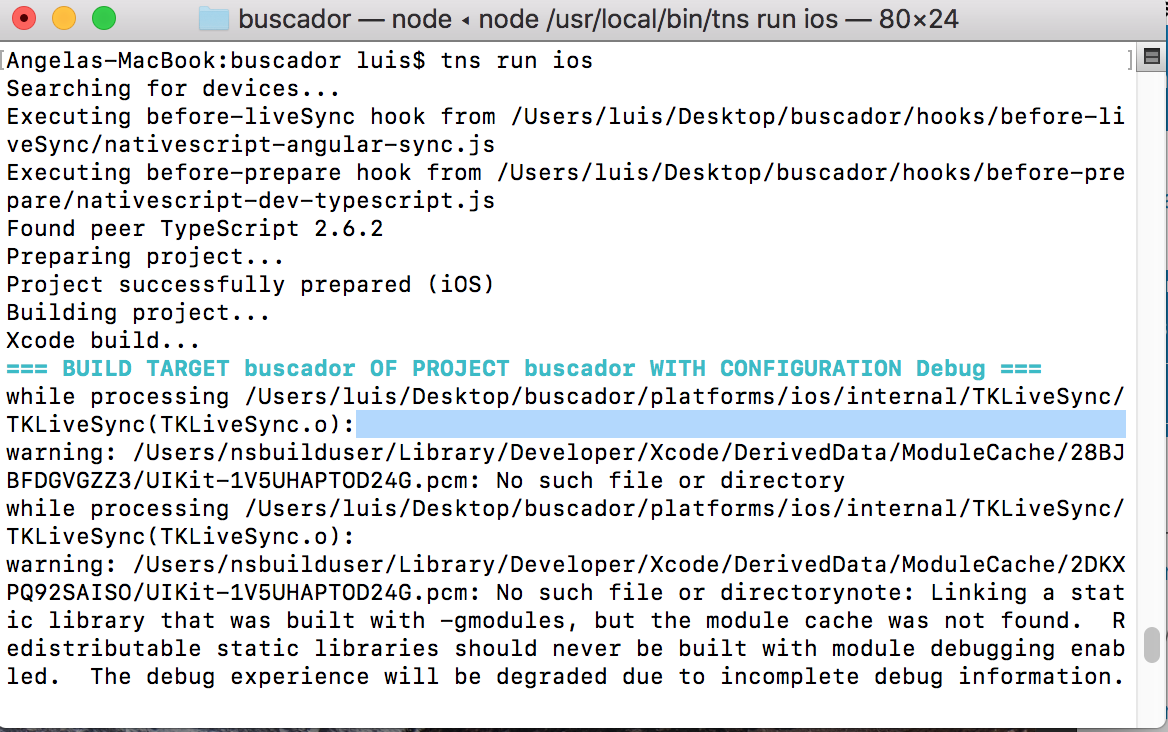 buscador — node ◂ node /usr/local/bin/tns run ios — 80×24
[Angelas-MacBook:buscador luis$ tns run ios ]
Searching for devices...
Executing before-liveSync hook from /Users/luis/Desktop/buscador/hooks/before-li
veSync/nativescript-angular-sync.js
Executing before-prepare hook from /Users/luis/Desktop/buscador/hooks/before-pre
pare/nativescript-dev-typescript.js
Found peer TypeScript 2.6.2
Preparing project...
Project successfully prepared (iOS)
Building project...
Xcode build...
=== BUILD TARGET buscador OF PROJECT buscador WITH CONFIGURATION Debug ===
while processing /Users/luis/Desktop/buscador/platforms/ios/internal/TKLiveSync/
TKLiveSync(TKLiveSync.o):
warning: /Users/nsbuilduser/Library/Developer/Xcode/DerivedData/ModuleCache/28BJ
BFDGVGZZ3/UIKit-1V5UHAPTOD24G.pcm: No such file or directory
while processing /Users/luis/Desktop/buscador/platforms/ios/internal/TKLiveSync/
TKLiveSync(TKLiveSync.o):
warning: /Users/nsbuilduser/Library/Developer/Xcode/DerivedData/ModuleCache/2DKX
PQ92SAISO/UIKit-1V5UHAPTOD24G.pcm: No such file or directorynote: Linking a stat
ic library that was built with -gmodules, but the module cache was not found.  R
edistributable static libraries should never be built with module debugging enab
led.  The debug experience will be degraded due to incomplete debug information.